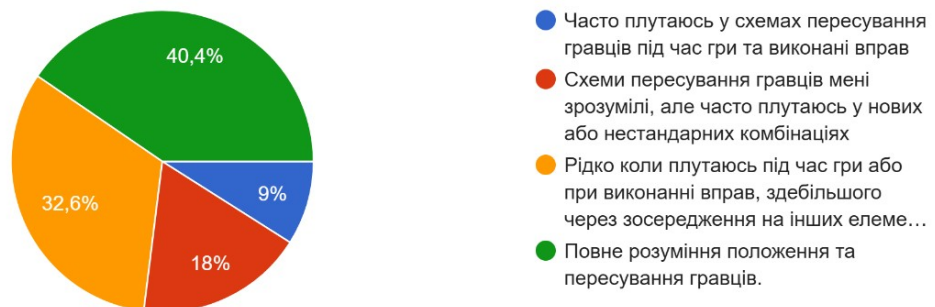 40,4%
9%
32,6%
18%
Часто плутаюсь у схемах пересування
гравців під час гри та виконані вправ
Схеми пересування гравців мені
зрозумілі, але часто плутаюсь у нових
або нестандарних комбінаціях
Рідко коли плутаюсь під час гри або
при виконанні вправ, здебільшого
через зосередження на інших елеме...
Повне розуміння положення та
пересування гравців.